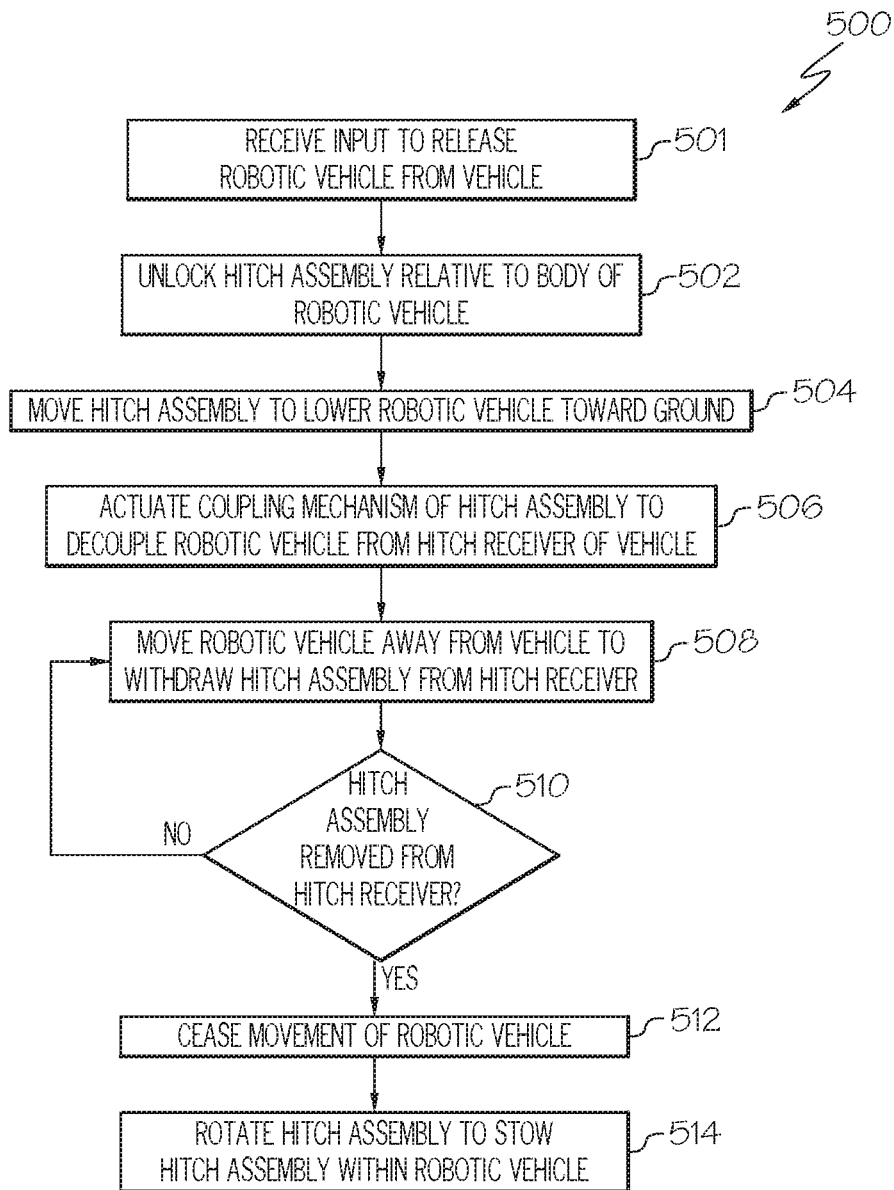 500
RECEIVE INPUT TO RELEASE
ROBOTIC VEHICLE FROM VEHICLE
501
UNLOCK HITCH ASSEMBLY RELATIVE TO BODY OF
ROBOTIC VEHICLE
502
MOVE HITCH ASSEMBLY TO LOWER ROBOTIC VEHICLE TOWARD GROUND
504
ACTUATE COUPLING MECHANISM OF HITCH ASSEMBLY TO
DECOUPLE ROBOTIC VEHICLE FROM HITCH RECEIVER OF VEHICLE
506
MOVE ROBOTIC VEHICLE AWAY FROM VEHICLE TO
WITHDRAW HITCH ASSEMBLY FROM HITCH RECEIVER
508
HITCH
ASSEMBLY
REMOVED FROM
HITCH RECEIVER?
510
NO
YES
CEASE MOVEMENT OF ROBOTIC VEHICLE
512
ROTATE HITCH ASSEMBLY TO STOW
HITCH ASSEMBLY WITHIN ROBOTIC VEHICLE
514